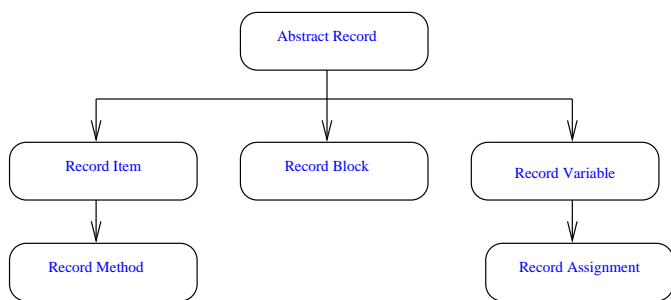 Abstract Record
Record Item
Record Block
Record Variable
Record Method
Record Assignment